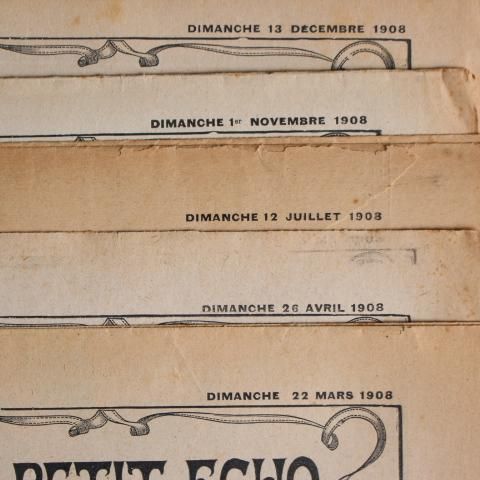 DIMANCHE 13 DÉCEMBRE 1908
DIMANCHE 1er NOVEMBRE 1908
DIMANCHE 12 JUILLET 1908
DIMANCHE 26 AVRIL 1908
DIMANCHE 22 MARS 1908
PETIT ECHO